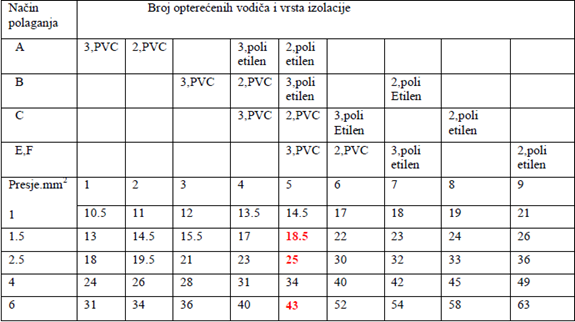 Način polaganja Broj opterećenih vodiča i vrsta izolacije
A 3,PVC 2,PVC 3,poli etilen 2,poli etilen
B 3,PVC 2,PVC 3,poli etilen 2,poli Etilen
C 3,PVC 2,PVC 3,poli Etilen 2,poli etilen
E,F 3,PVC 2,PVC 3,poli etilen 2,poli etilen
Presje.mm² 1 2 3 4 5 6 7 8 9
1 10.5 11 12 13.5 14.5 17 18 19 21
1.5 13 14.5 15.5 17 18.5 22 23 24 26
2.5 18 19.5 21 23 25 30 32 33 36
4 24 26 28 31 34 40 42 45 49
6 31 34 36 40 43 52 54 58 63